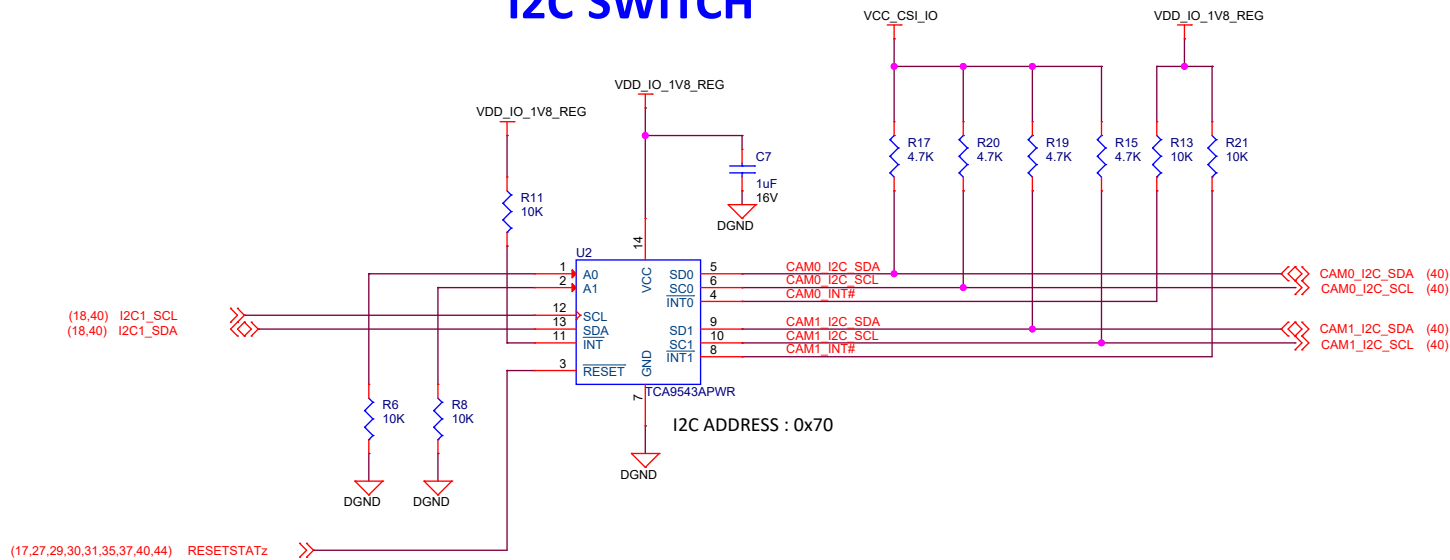 I2C SWITCH
VCC_CSI_IO
VDD_IO_1V8_REG
VDD_IO_1V8_REG
VDD_IO_1V8_REG
R17
4.7K
R20
4.7K
R19
4.7K
R15
4.7K
R13
10K
R21
10K
C7
1uF
16V
DGND
R11
10K
U2
14
VCC
1 A0
2 A1
12 SCL
13 SDA
11 INT
3 RESET
SD0 5 CAM0_I2C_SDA
SC0 6 CAM0_I2C_SCL
INT0 4 CAM0_INT#
SD1 9 CAM1_I2C_SDA
SC1 10 CAM1_I2C_SCL
INT1 8 CAM1_INT#
GND
7
TCA9543APWR
CAM0_I2C_SDA (40)
CAM0_I2C_SCL (40)
CAM1_I2C_SDA (40)
CAM1_I2C_SCL (40)
(18,40) I2C1_SCL
(18,40) I2C1_SDA
R6
10K
R8
10K
I2C ADDRESS : 0x70
DGND
DGND
DGND
(17,27,29,30,31,35,37,40,44) RESETSTATz